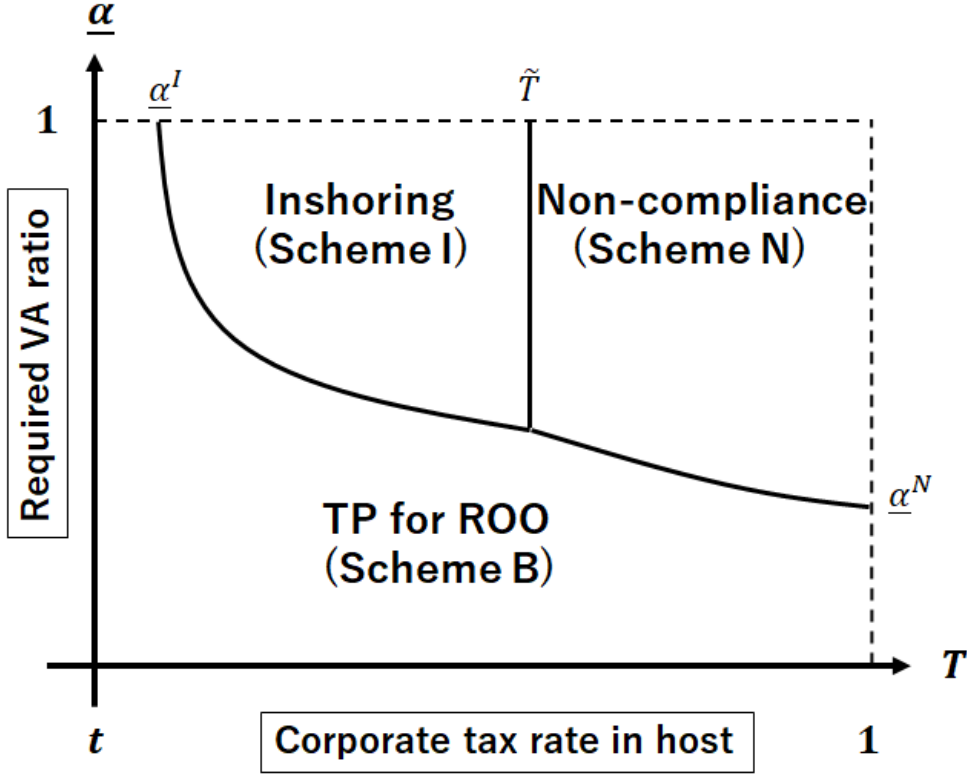 α̲
α̲ᴵ
T̃
1
Inshoring
(Scheme I)
Non-compliance
(Scheme N)
Required VA ratio
α̲ᴺ
TP for ROO
(Scheme B)
T
t
Corporate tax rate in host
1